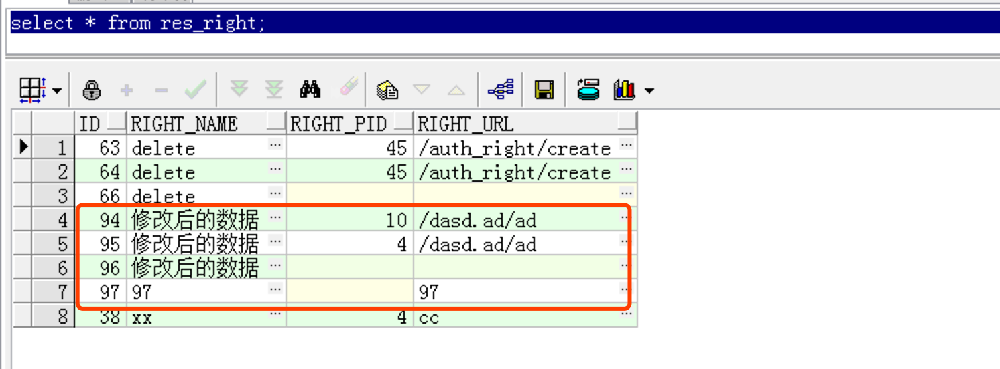 select * from res_right;
ID RIGHT_NAME RIGHT_PID RIGHT_URL
1 63 delete ... 45 /auth_right/create ...
2 64 delete ... 45 /auth_right/create ...
3 66 delete ... ...
4 94 修改后的数据 ... 10 /dasd.ad/ad ...
5 95 修改后的数据 ... 4 /dasd.ad/ad ...
6 96 修改后的数据 ... ...
7 97 97 ... 97 ...
8 38 xx ... 4 cc ...